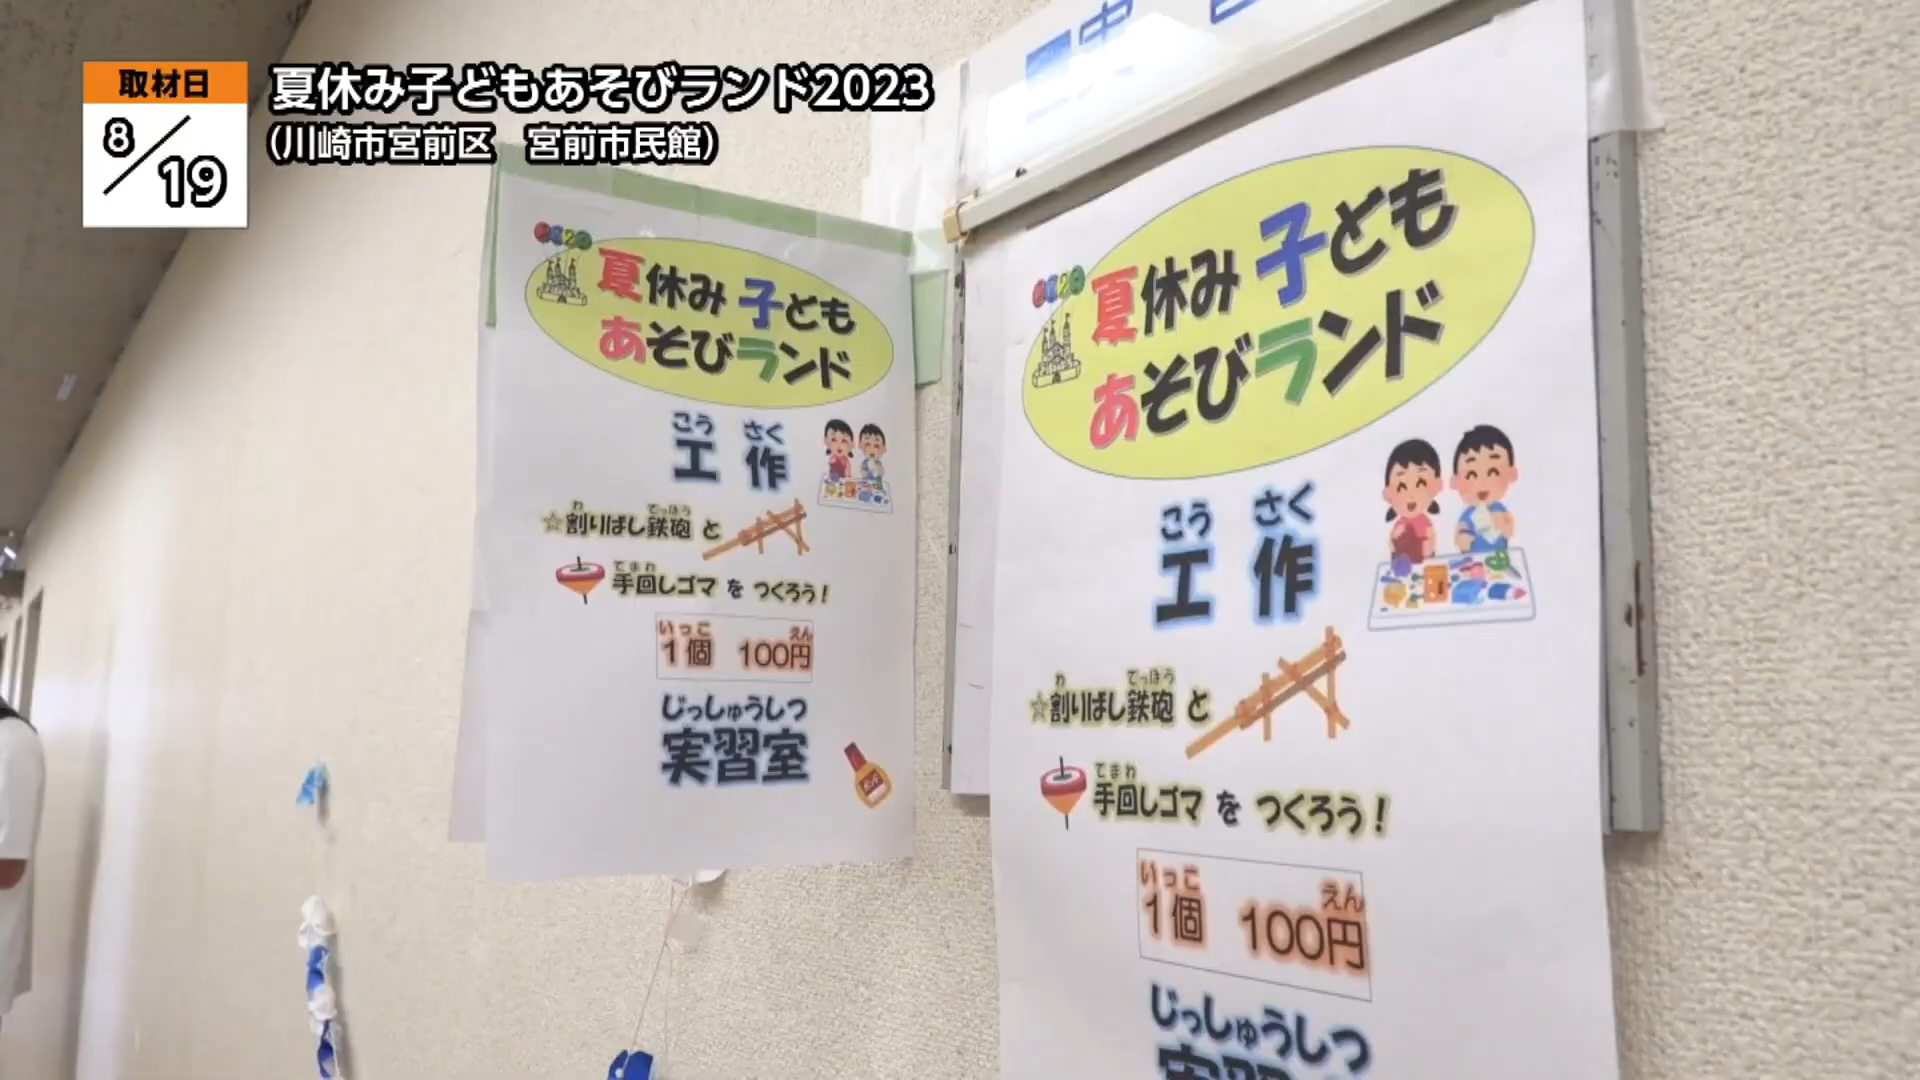 取材日
8/19
夏休み子どもあそびランド2023
（川崎市宮前区　宮前市民館）
夏休み 子ども
あそびランド
こう さく
工 作
わ てっぽう
☆割りばし鉄砲 と
てまわ
手回しゴマ を つくろう！
いっこ えん
1個 100円
じっしゅうしつ
実習室
夏休み 子ども
あそびランド
こう さく
工 作
わ てっぽう
☆割りばし鉄砲 と
てまわ
手回しゴマ を つくろう！
いっこ えん
1個 100円
じっしゅうしつ